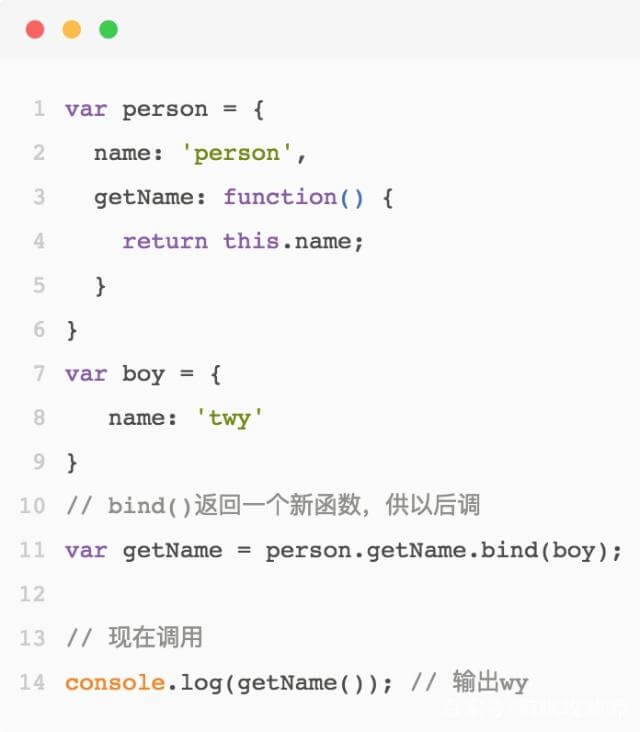 1 var person = {
2 name: 'person',
3 getName: function() {
4 return this.name;
5 }
6 }
7 var boy = {
8 name: 'twy'
9 }
10 // bind()返回一个新函数，供以后调
11 var getName = person.getName.bind(boy);
12
13 // 现在调用
14 console.log(getName()); // 输出wy